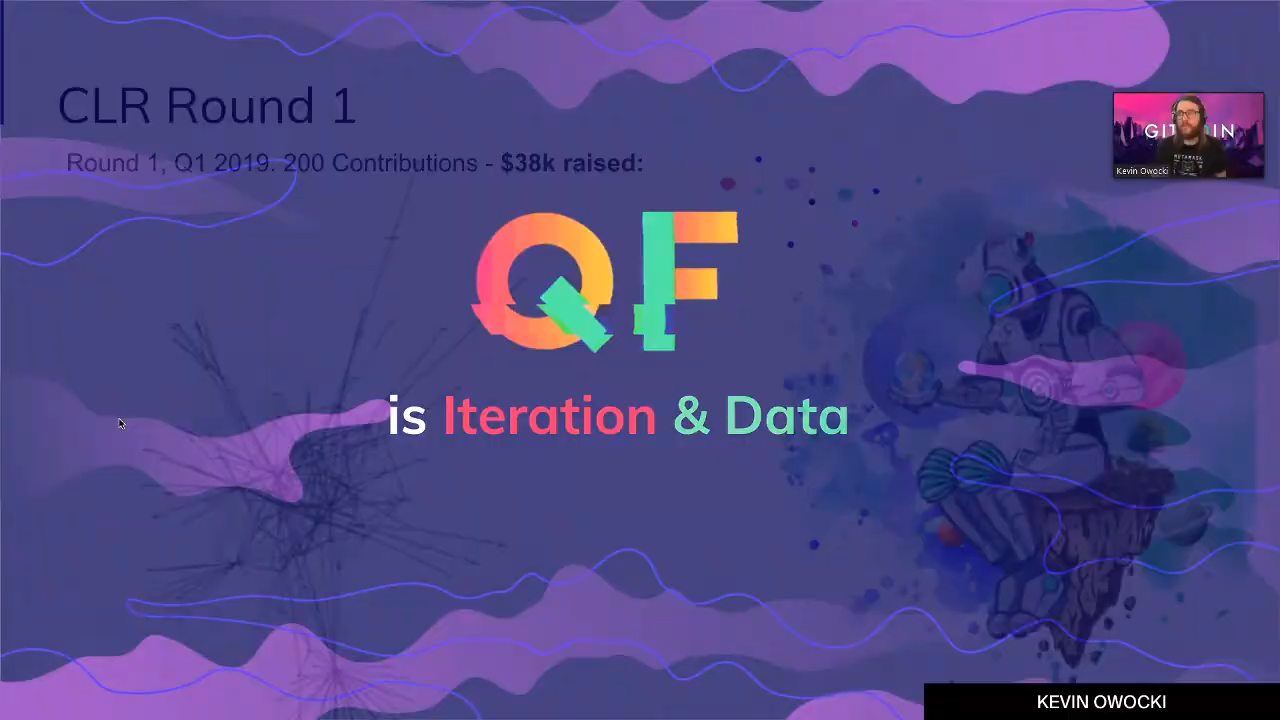 CLR Round 1
Round 1, Q1 2019. 200 Contributions - $38k raised:
GITCOIN
METAMASK
Kevin Owocki
QF
is Iteration & Data
KEVIN OWOCKI